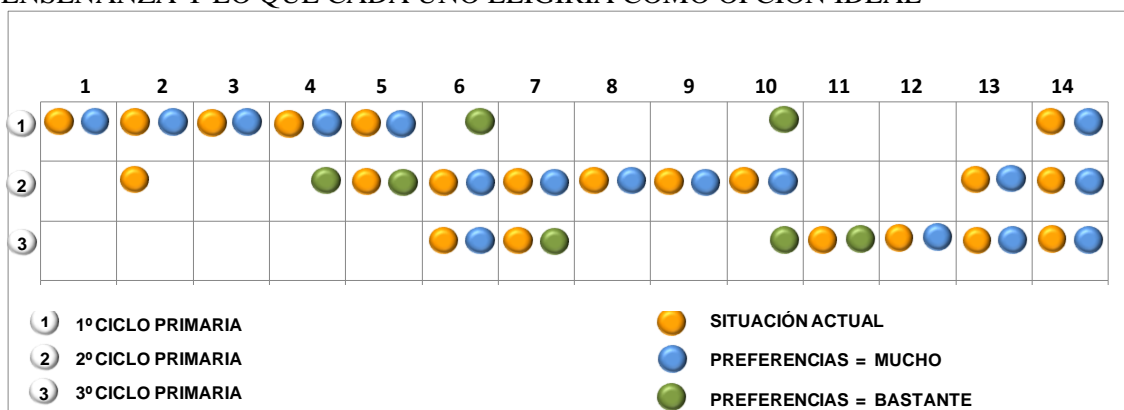 ENSEÑANZA Y LO QUE CADA UNO ELIGIRÍA COMO OPCIÓN IDEAL
1 2 3 4 5 6 7 8 9 10 11 12 13 14
1
2
3
1 1º CICLO PRIMARIA
SITUACIÓN ACTUAL
2 2º CICLO PRIMARIA
PREFERENCIAS = MUCHO
3 3º CICLO PRIMARIA
PREFERENCIAS = BASTANTE